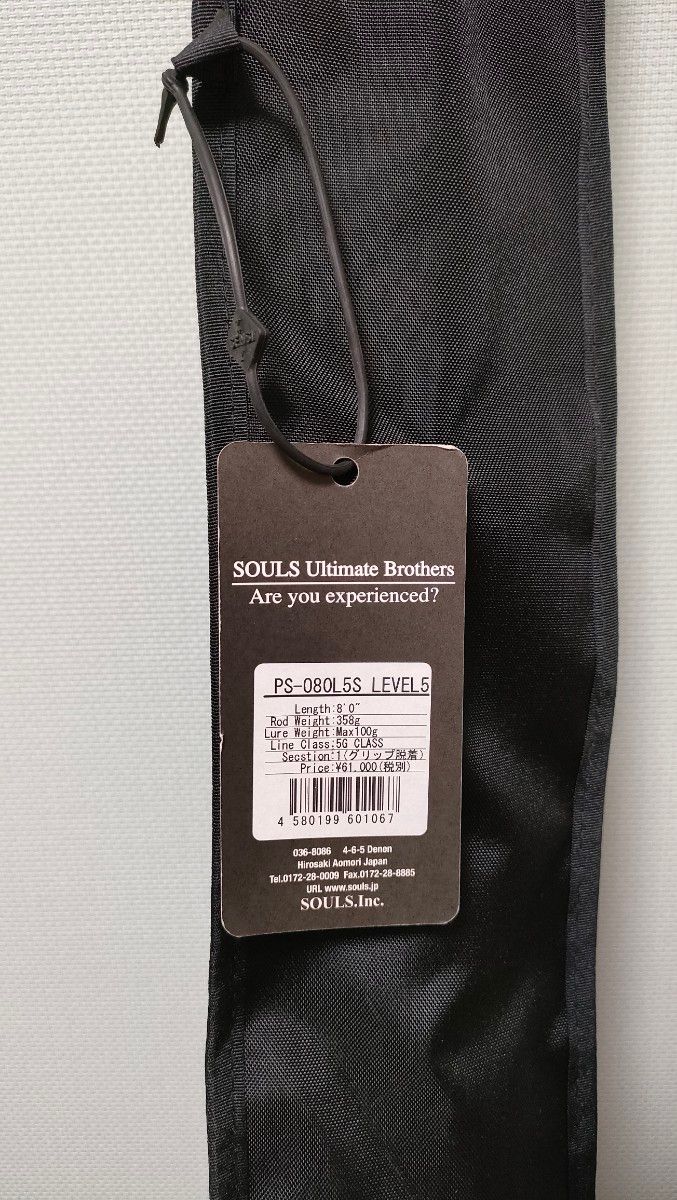 SOULS Ultimate Brothers
Are you experienced?
PS-080L5S LEVEL5
Length:8'0"
Rod Weight:358g
Lure Weight:Max100g
Line Class:5G CLASS
Secstion:1(グリップ脱着)
Price:¥61,000(税別)
4 580199 601067
036-8086 4-6-5 Denen
Hirosaki Aomori Japan
Tel.0172-28-0009 Fax.0172-28-8885
URL www.souls.jp
SOULS.Inc.